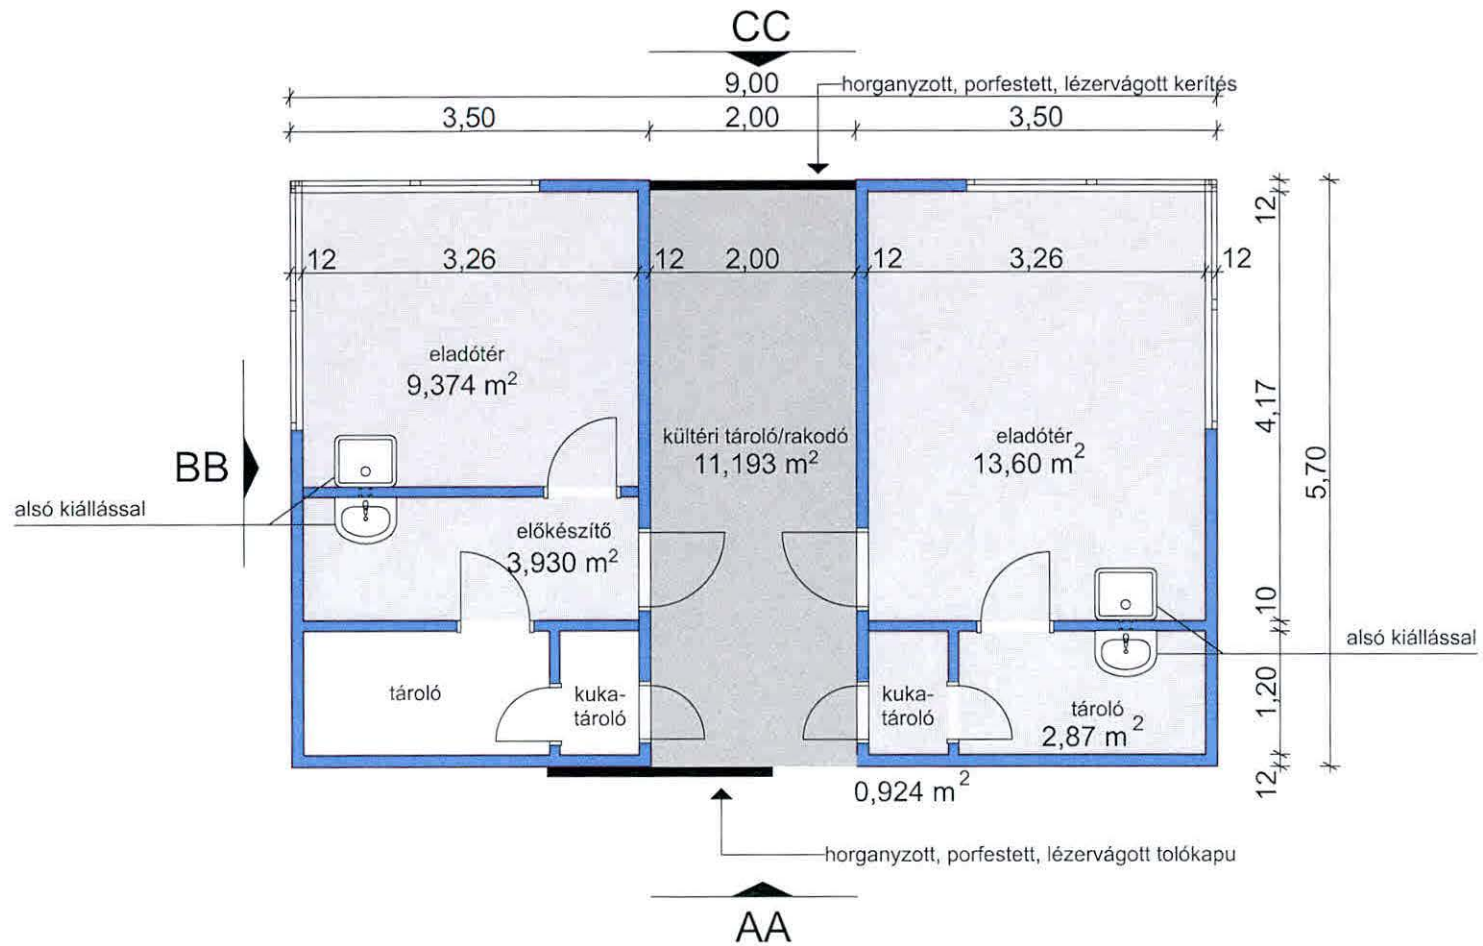 CC
9,00
horganyzott, porfestett, lézervágott kerítés
3,50
2,00
3,50
12
12
3,26
12
2,00
12
3,26
12
eladótér
9,374 m²
4,17
kültéri tároló/rakodó
11,193 m²
eladótér
13,60 m²
BB
5,70
alsó kiállással
előkészítő
3,930 m²
10
alsó kiállással
tároló
kuka-
tároló
kuka-
tároló
tároló
2,87 m²
1,20
12
0,924 m²
horganyzott, porfestett, lézervágott tolókapu
AA